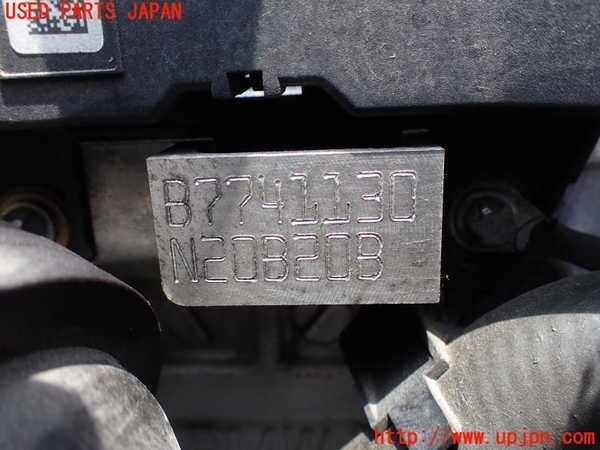 USED PARTS JAPAN
B7741130
N20B20B
http://www.upjpn.com